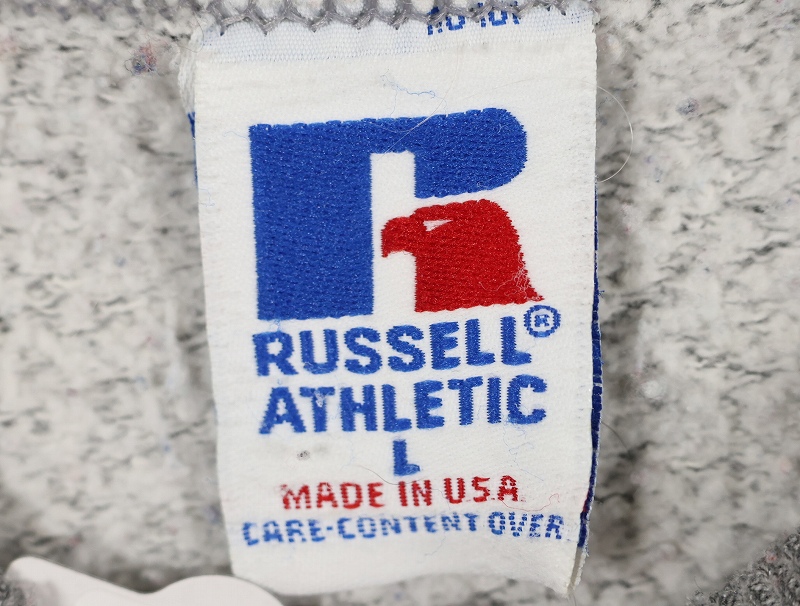 RUSSELL®
ATHLETIC
L
MADE IN U.S.A.
CARE-CONTENT OVER